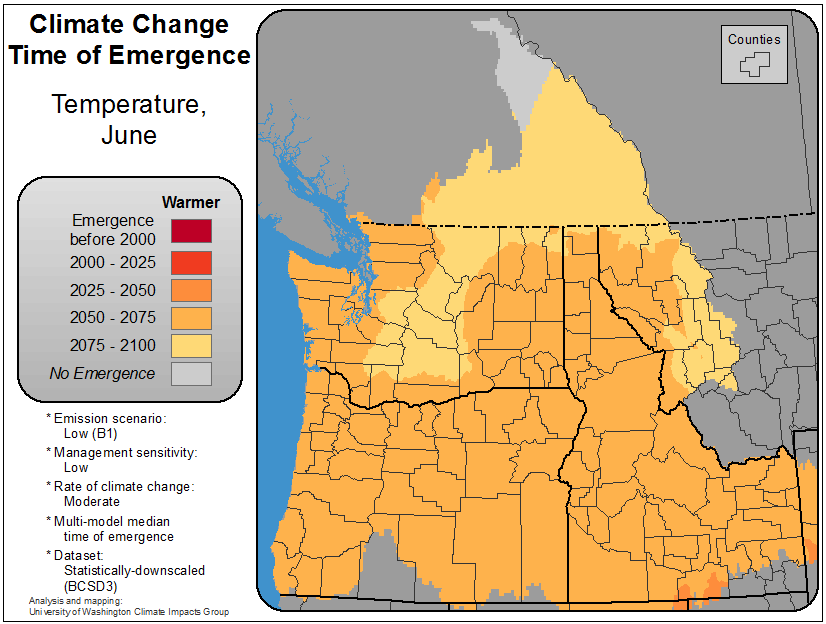 Climate Change
Time of Emergence
Temperature,
June
Warmer
Emergence
before 2000
2000 - 2025
2025 - 2050
2050 - 2075
2075 - 2100
No Emergence
* Emission scenario:
Low (B1)
* Management sensitivity:
Low
* Rate of climate change:
Moderate
* Multi-model median
time of emergence
* Dataset:
Statistically-downscaled
(BCSD3)
Analysis and mapping:
University of Washington Climate Impacts Group
Counties